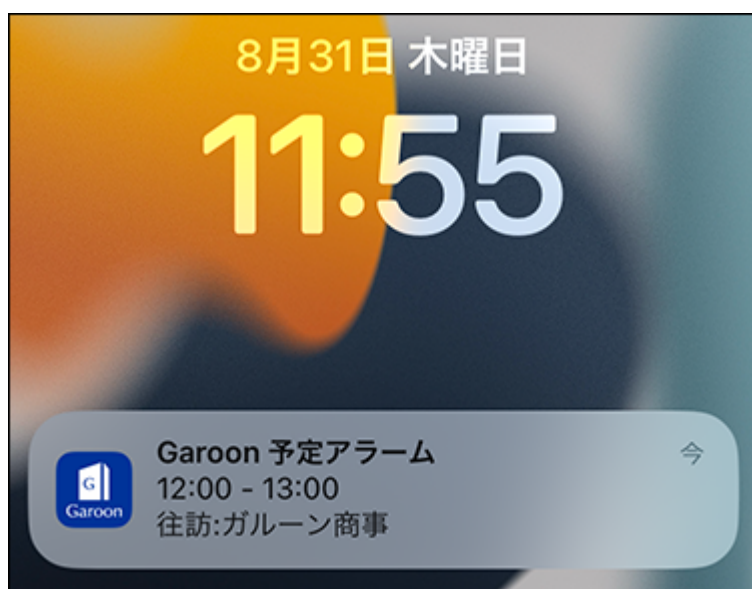 8月31日 木曜日
11:55
Garoon 予定アラーム
今
12:00 - 13:00
往訪:ガルーン商事
G
Garoon